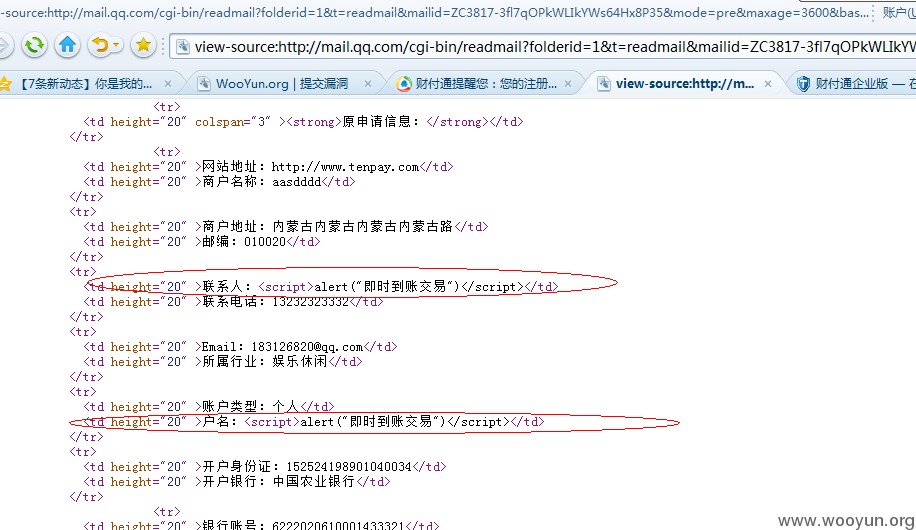 -source:http://mail.qq.com/cgi-bin/readmail?folderid=1&t=readmail&mailid=ZC3817-3fl7qOPkWLIkYWs64Hx8P35&mode=pre&maxage=3600&bas... 账户(
view-source:http://mail.qq.com/cgi-bin/readmail?folderid=1&t=readmail&mailid=ZC3817-3fl7qOPkWLIkYW
【7条新动态】你是我的... × WooYun.org | 提交漏洞 × 财付通提醒您：您的注册... × view-source:http://m... × 财付通企业版 — 在
<tr>
<td height="20" colspan="3" ><strong>原申请信息：</strong></td>
</tr>
<tr>
<td height="20" >网站地址：http://www.tenpay.com</td>
<td height="20" >商户名称：aasdddd</td>
</tr>
<tr>
<td height="20" >商户地址：内蒙古内蒙古内蒙古内蒙古路</td>
<td height="20" >邮编：010020</td>
</tr>
<tr>
<td height="20" >联系人：<script>alert("即时到账交易")</script></td>
<td height="20" >联系电话：13232323332</td>
</tr>
<tr>
<td height="20" >Email：183126820@qq.com</td>
<td height="20" >所属行业：娱乐休闲</td>
</tr>
<tr>
<td height="20" >账户类型：个人</td>
<td height="20" >户名：<script>alert("即时到账交易")</script></td>
</tr>
<tr>
<td height="20" >开户身份证：152524198901040034</td>
<td height="20" >开户银行：中国农业银行</td>
</tr>
<tr>
<td height="20" >银行账号：6222020610001433321</td>
www.wooyun.org